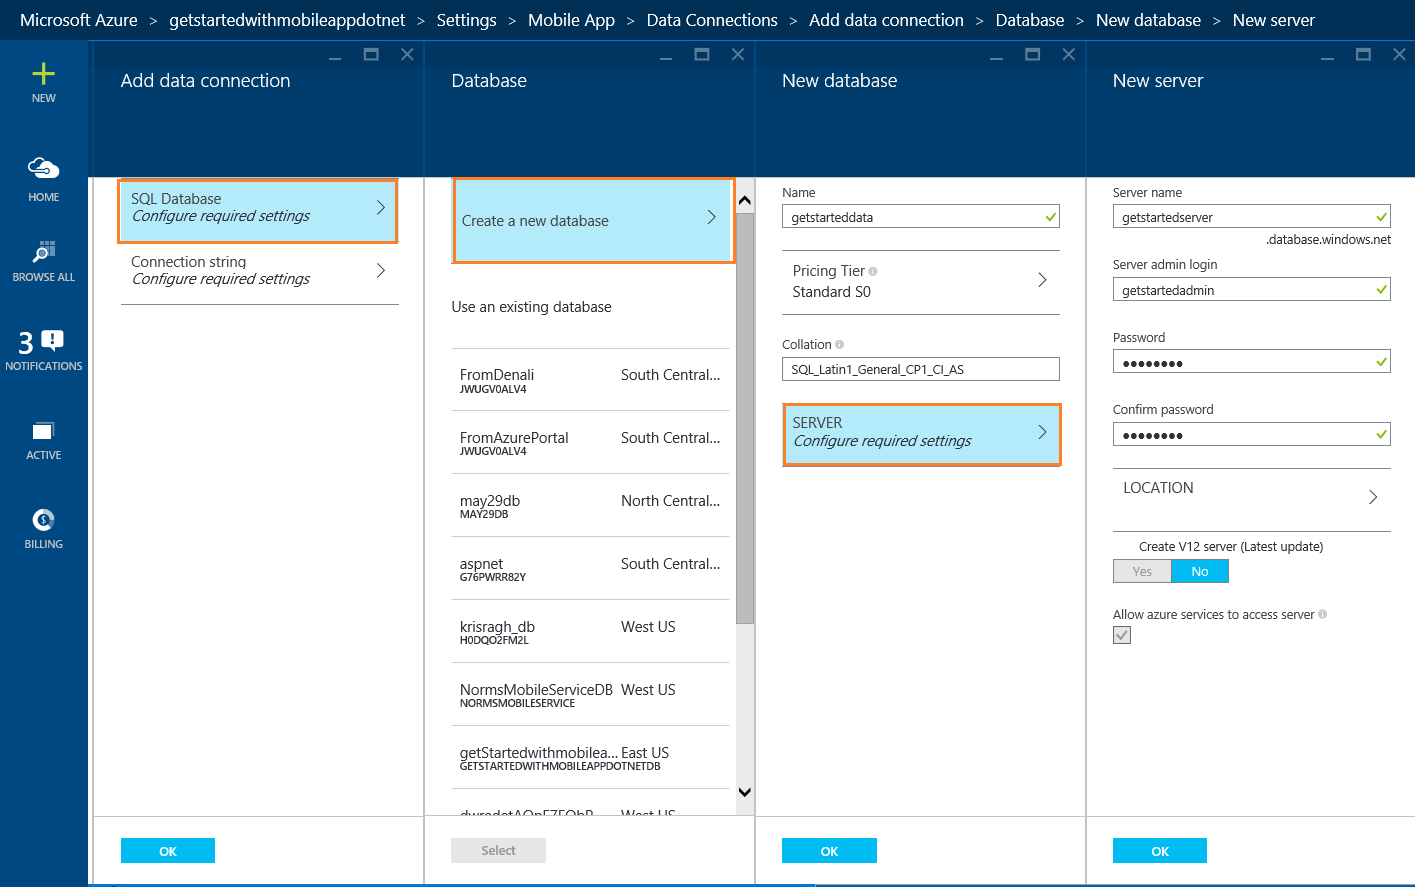 Microsoft Azure > getstartedwithmobileappdotnet > Settings > Mobile App > Data Connections > Add data connection > Database > New database > New server
NEW
HOME
BROWSE ALL
3
NOTIFICATIONS
ACTIVE
BILLING
Add data connection
SQL Database
Configure required settings
Connection string
Configure required settings
OK
Database
Create a new database
Use an existing database
FromDenali South Central...
JWUGV0ALV4
FromAzurePortal South Central...
JWUGV0ALV4
may29db North Central...
MAY29DB
aspnet South Central...
G76PWRR82Y
krisragh_db West US
H0DQO2FM2L
NormsMobileServiceDB West US
NORMSMOBILESERVICE
getStartedwithmobilea... East US
GETSTARTEDWITHMOBILEAPPDOTNETDB
West US
Select
New database
Name
getstarteddata
Pricing Tier
Standard S0
Collation
SQL_Latin1_General_CP1_CI_AS
SERVER
Configure required settings
OK
New server
Server name
getstartedserver
.database.windows.net
Server admin login
getstartedadmin
Password
●●●●●●●●
Confirm password
●●●●●●●●
LOCATION
Create V12 server (Latest update)
Yes No
Allow azure services to access server
OK